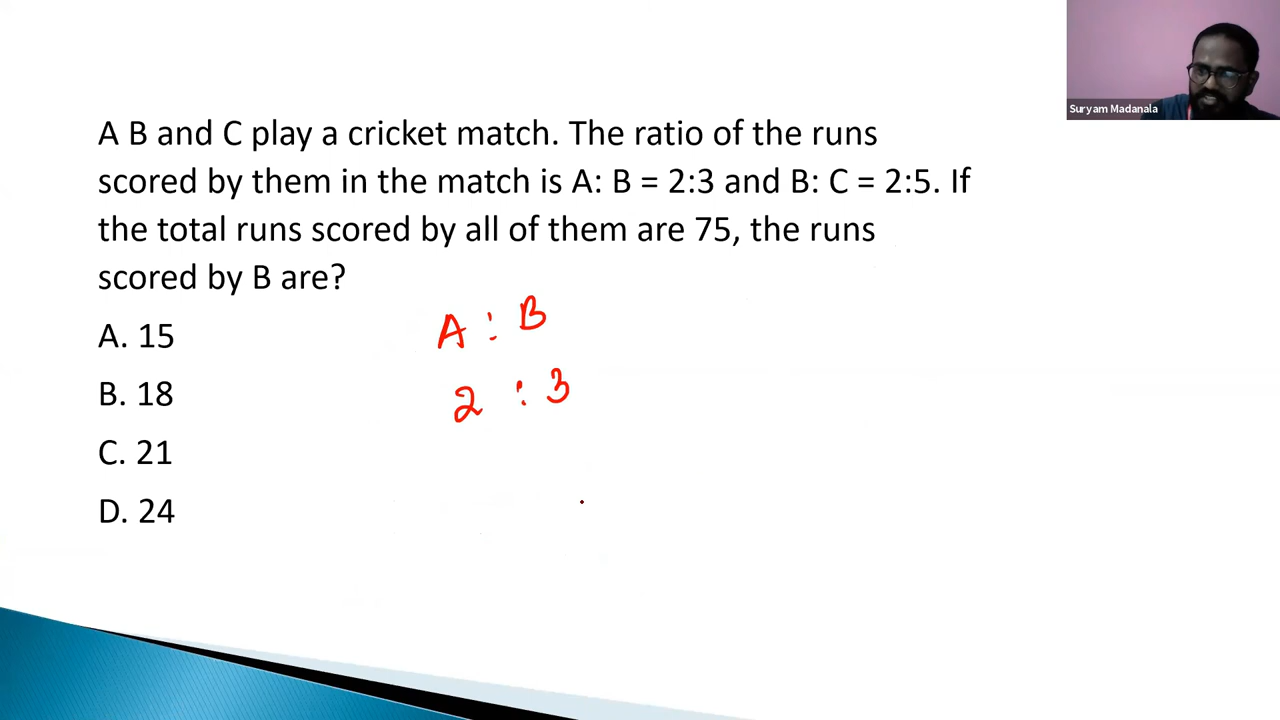 Suryam Madanala
A B and C play a cricket match. The ratio of the runs
scored by them in the match is A: B = 2:3 and B: C = 2:5. If
the total runs scored by all of them are 75, the runs
scored by B are?
A. 15
B. 18
C. 21
D. 24
A : B
2 : 3